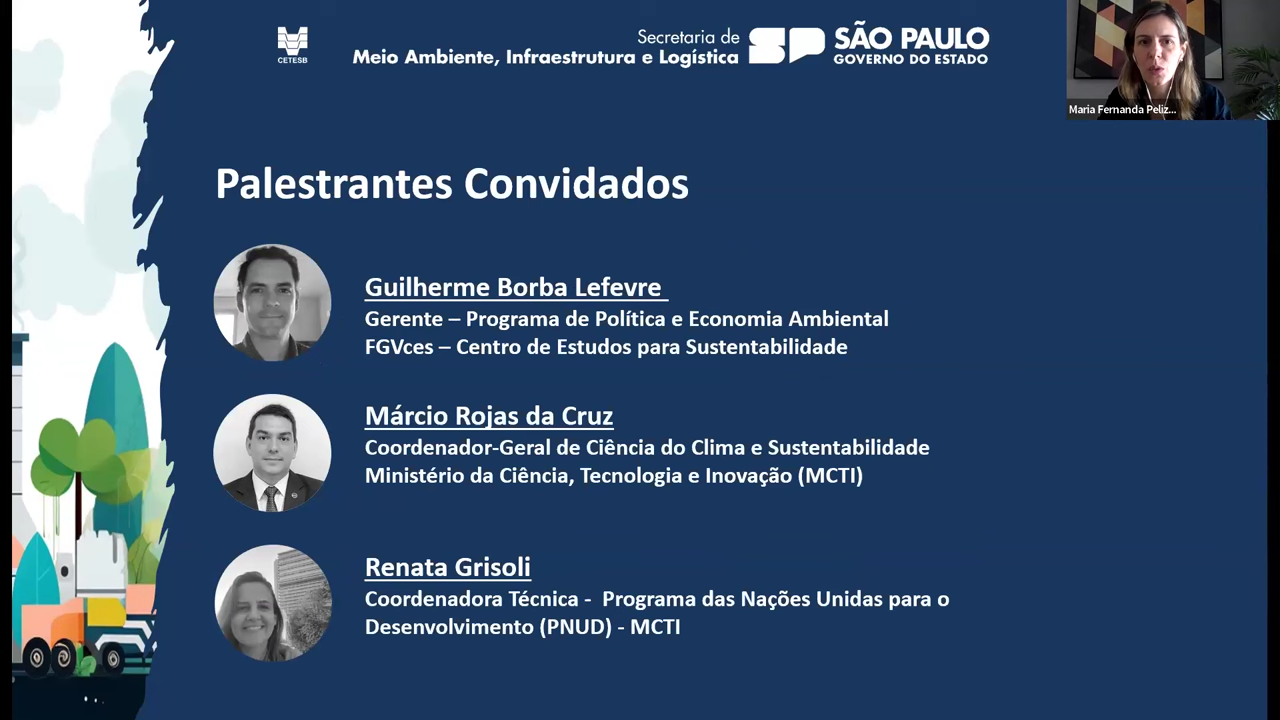 CETESB
Secretaria de
Meio Ambiente, Infraestrutura e Logística
SP
SÃO PAULO
GOVERNO DO ESTADO
Maria Fernanda Peliz...
Palestrantes Convidados
Guilherme Borba Lefevre
Gerente – Programa de Política e Economia Ambiental
FGVces – Centro de Estudos para Sustentabilidade
Márcio Rojas da Cruz
Coordenador-Geral de Ciência do Clima e Sustentabilidade
Ministério da Ciência, Tecnologia e Inovação (MCTI)
Renata Grisoli
Coordenadora Técnica - Programa das Nações Unidas para o
Desenvolvimento (PNUD) - MCTI